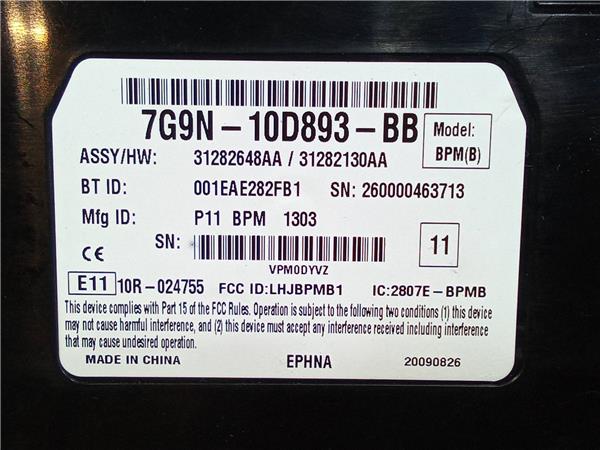 7G9N-10D893-BB
Model:
BPM(B)
ASSY/HW: 31282648AA / 31282130AA
BT ID: 001EAE282FB1 SN: 260000463713
Mfg ID: P11 BPM 1303
SN:
11
VPM0DYVZ
CE
E11 10R-024755 FCC ID:LHJBPMB1 IC:2807E-BPMB
This device complies with Part 15 of the FCC Rules. Operation is subject to the following two conditions (1) this device
may not cause harmful interference, and (2) this device must accept any interference received including interference
that may cause undesired operation.
MADE IN CHINA EPHNA 20090826